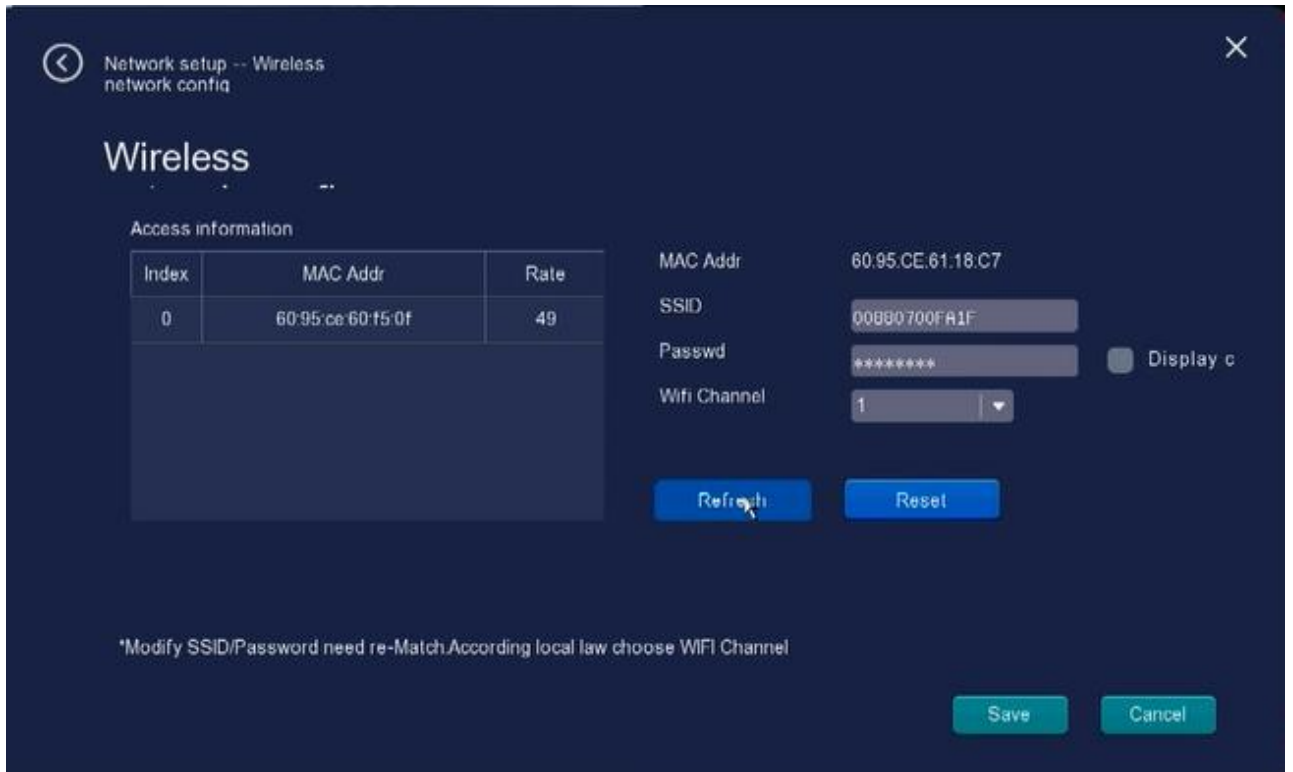 Network setup -- Wireless
network config
Wireless
Access information
Index MAC Addr Rate
0 60:95:ce:60:f5:0f 49
MAC Addr 60:95:CE:61:18:C7
SSID 00880700FA1F
Passwd ******** Display c
Wifi Channel 1
Refresh Reset
*Modify SSID/Password need re-Match.According local law choose WIFI Channel
Save Cancel